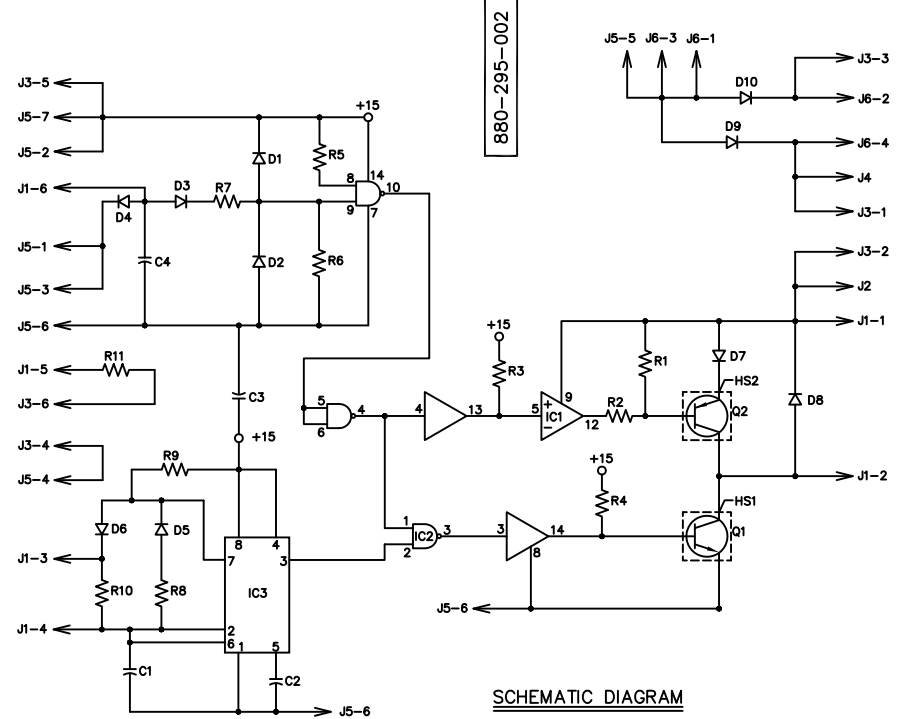 880-295-002
J5-5 J6-3 J6-1
J3-3
D10
J6-2
D9
J6-4
J4
J3-1
J3-5
J5-7
+15
J5-2
D1
R5
14
8
10
9
7
J1-6
D3
R7
D4
J5-1
C4
D2
R6
J5-3
J5-6
J3-2
J2
J1-1
J1-5
R11
J3-6
C3
+15
+15
R3
R1
D7
HS2
Q2
D8
5
4
6
4
13
5
+
IC1
-
9
12
R2
J3-4
J5-4
R9
+15
R4
J1-2
HS1
Q1
D6
D5
1
IC2
3
2
3
14
8
J1-3
R10
R8
8
4
7
3
IC3
2
6
1
5
J1-4
J5-6
C1
C2
J5-6
SCHEMATIC DIAGRAM